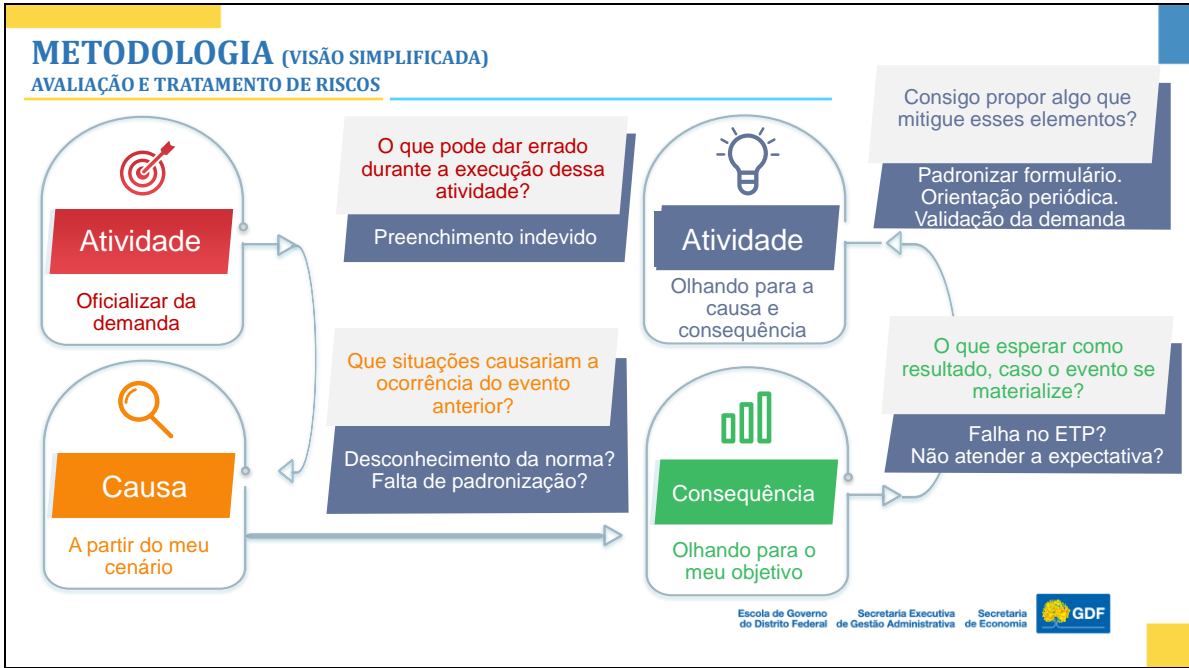 METODOLOGIA (VISÃO SIMPLIFICADA)
AVALIAÇÃO E TRATAMENTO DE RISCOS
Atividade
Oficializar da
demanda
O que pode dar errado
durante a execução dessa
atividade?
Preenchimento indevido
Causa
A partir do meu
cenário
Que situações causariam a
ocorrência do evento
anterior?
Desconhecimento da norma?
Falta de padronização?
Consequência
Olhando para o
meu objetivo
O que esperar como
resultado, caso o evento se
materialize?
Falha no ETP?
Não atender a expectativa?
Atividade
Olhando para a
causa e
consequência
Consigo propor algo que
mitigue esses elementos?
Padronizar formulário.
Orientação periódica.
Validação da demanda
Escola de Governo
do Distrito Federal
Secretaria Executiva
de Gestão Administrativa
Secretaria
de Economia
GDF